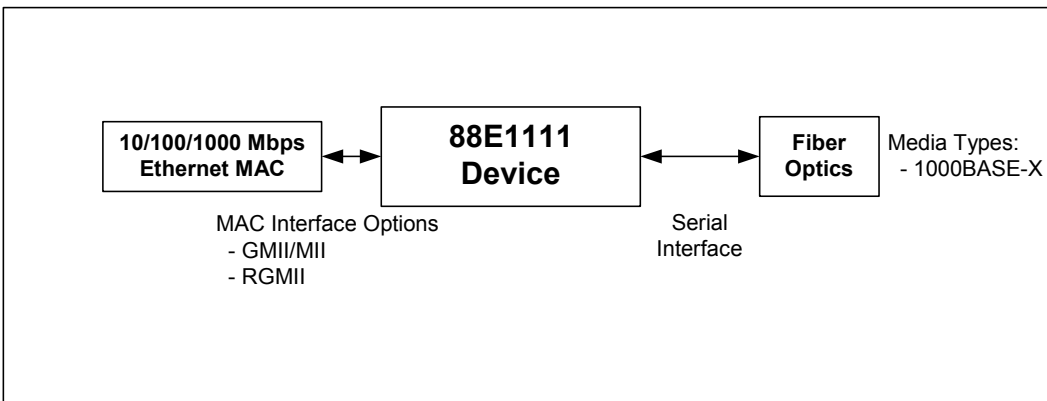 10/100/1000 Mbps
Ethernet MAC
88E1111
Device
Fiber
Optics
Media Types:
- 1000BASE-X
MAC Interface Options
- GMII/MII
- RGMII
Serial
Interface